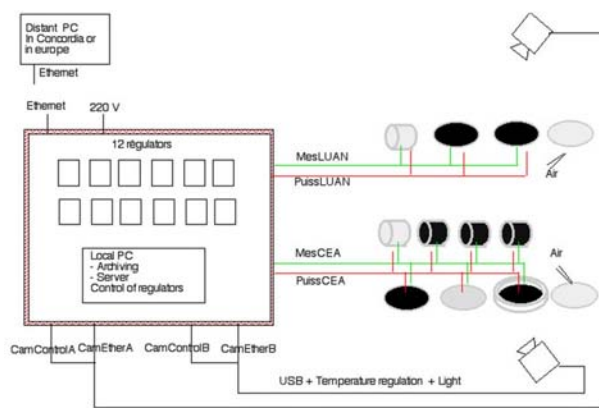 Distant PC
In Concordia or
in europe
Ethernet
Ethernet
220 V
12 régulators
MesLUAN
PuissLUAN
Air
Local PC
- Archiving
- Server
Control of regulators
MesCEA
PuissCEA
Air
CamControlA
CamEtherA
CamControlB
CamEtherB
USB + Temperature regulation + Light